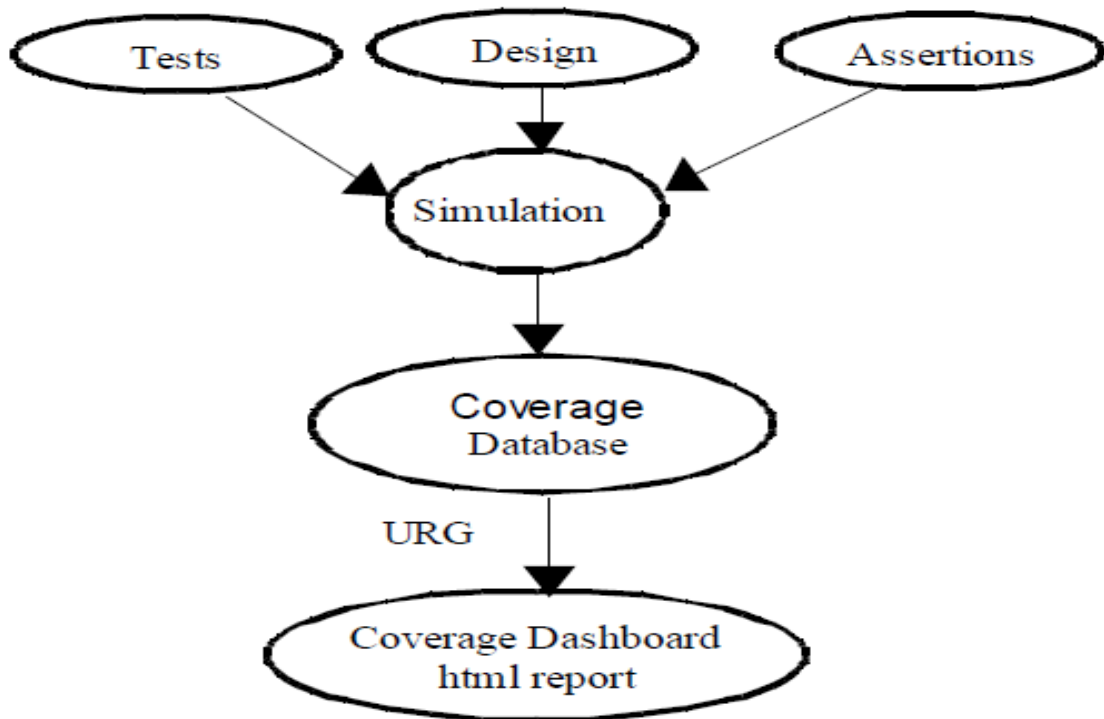 Tests
Design
Assertions
Simulation
Coverage
Database
URG
Coverage Dashboard
html report